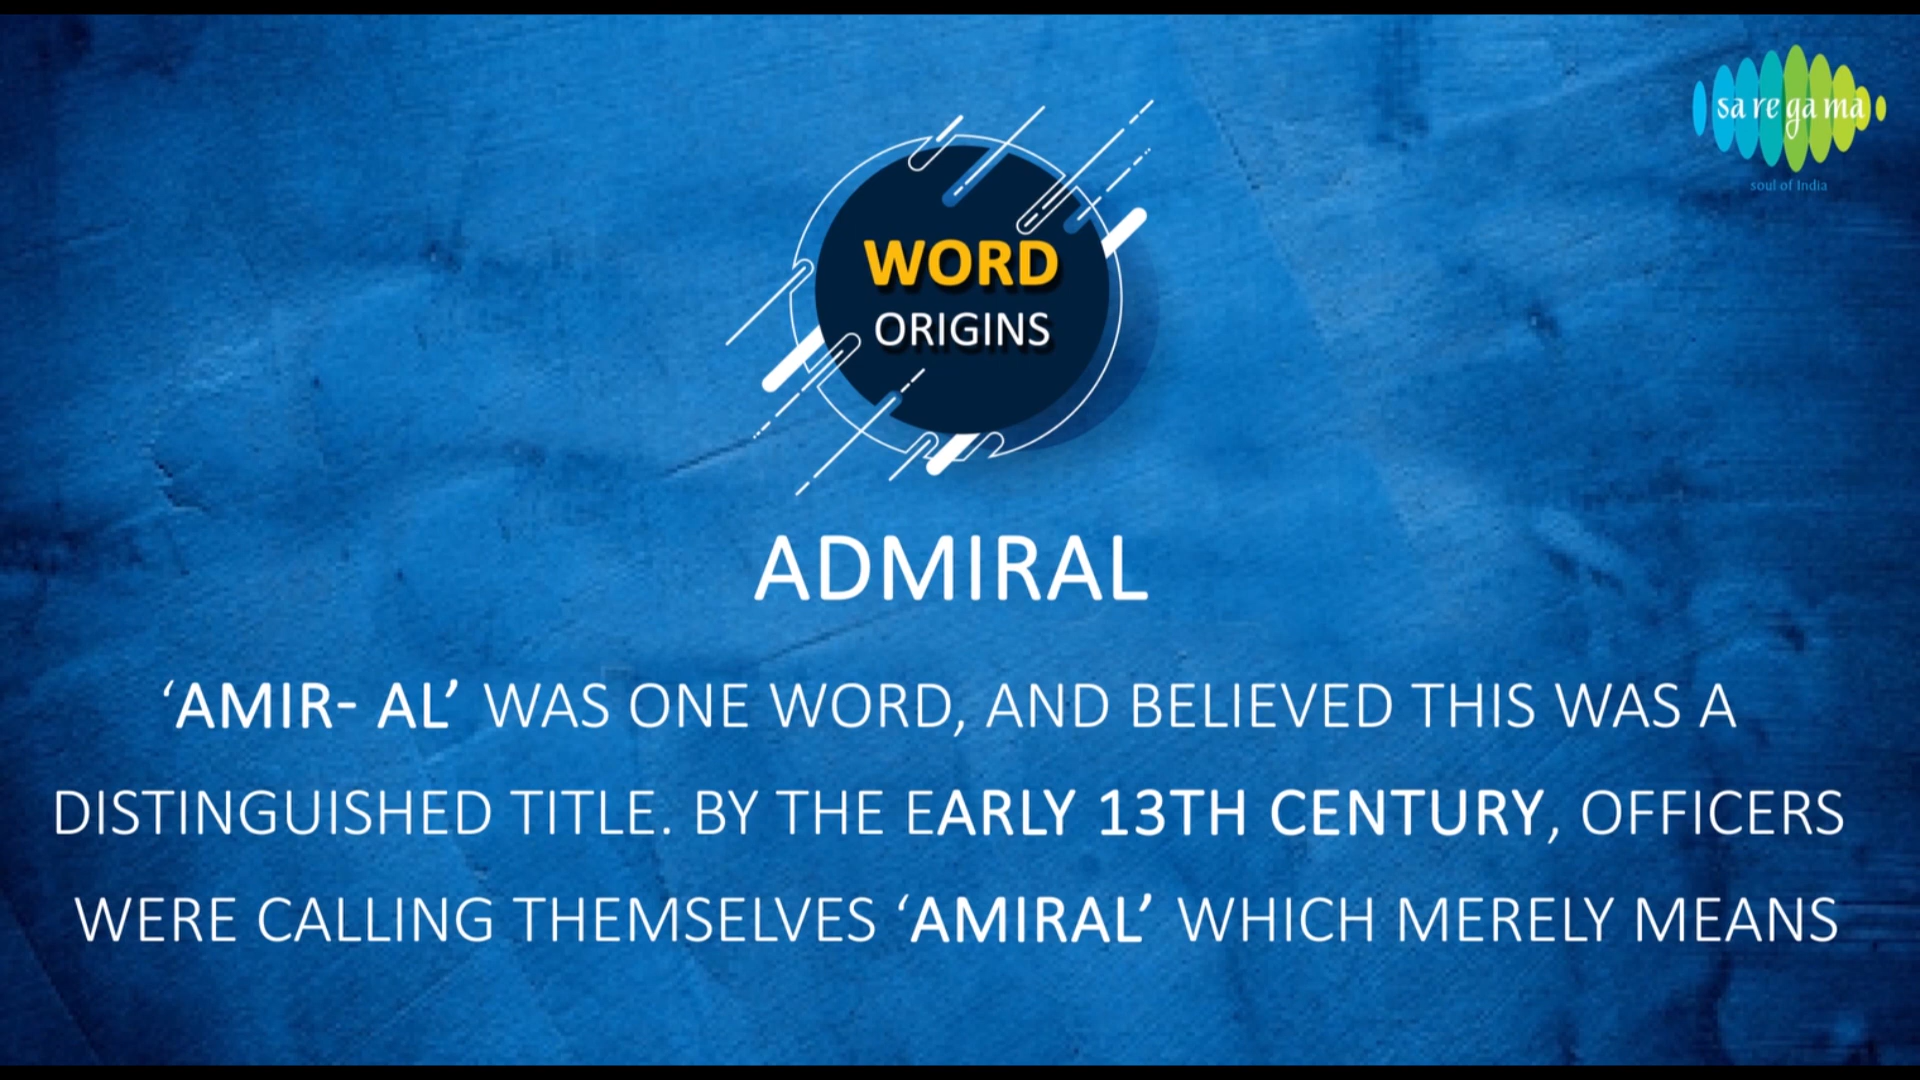 sa re ga ma
soul of India
WORD
ORIGINS
ADMIRAL
‘AMIR- AL’ WAS ONE WORD, AND BELIEVED THIS WAS A
DISTINGUISHED TITLE. BY THE EARLY 13TH CENTURY, OFFICERS
WERE CALLING THEMSELVES ‘AMIRAL’ WHICH MERELY MEANS